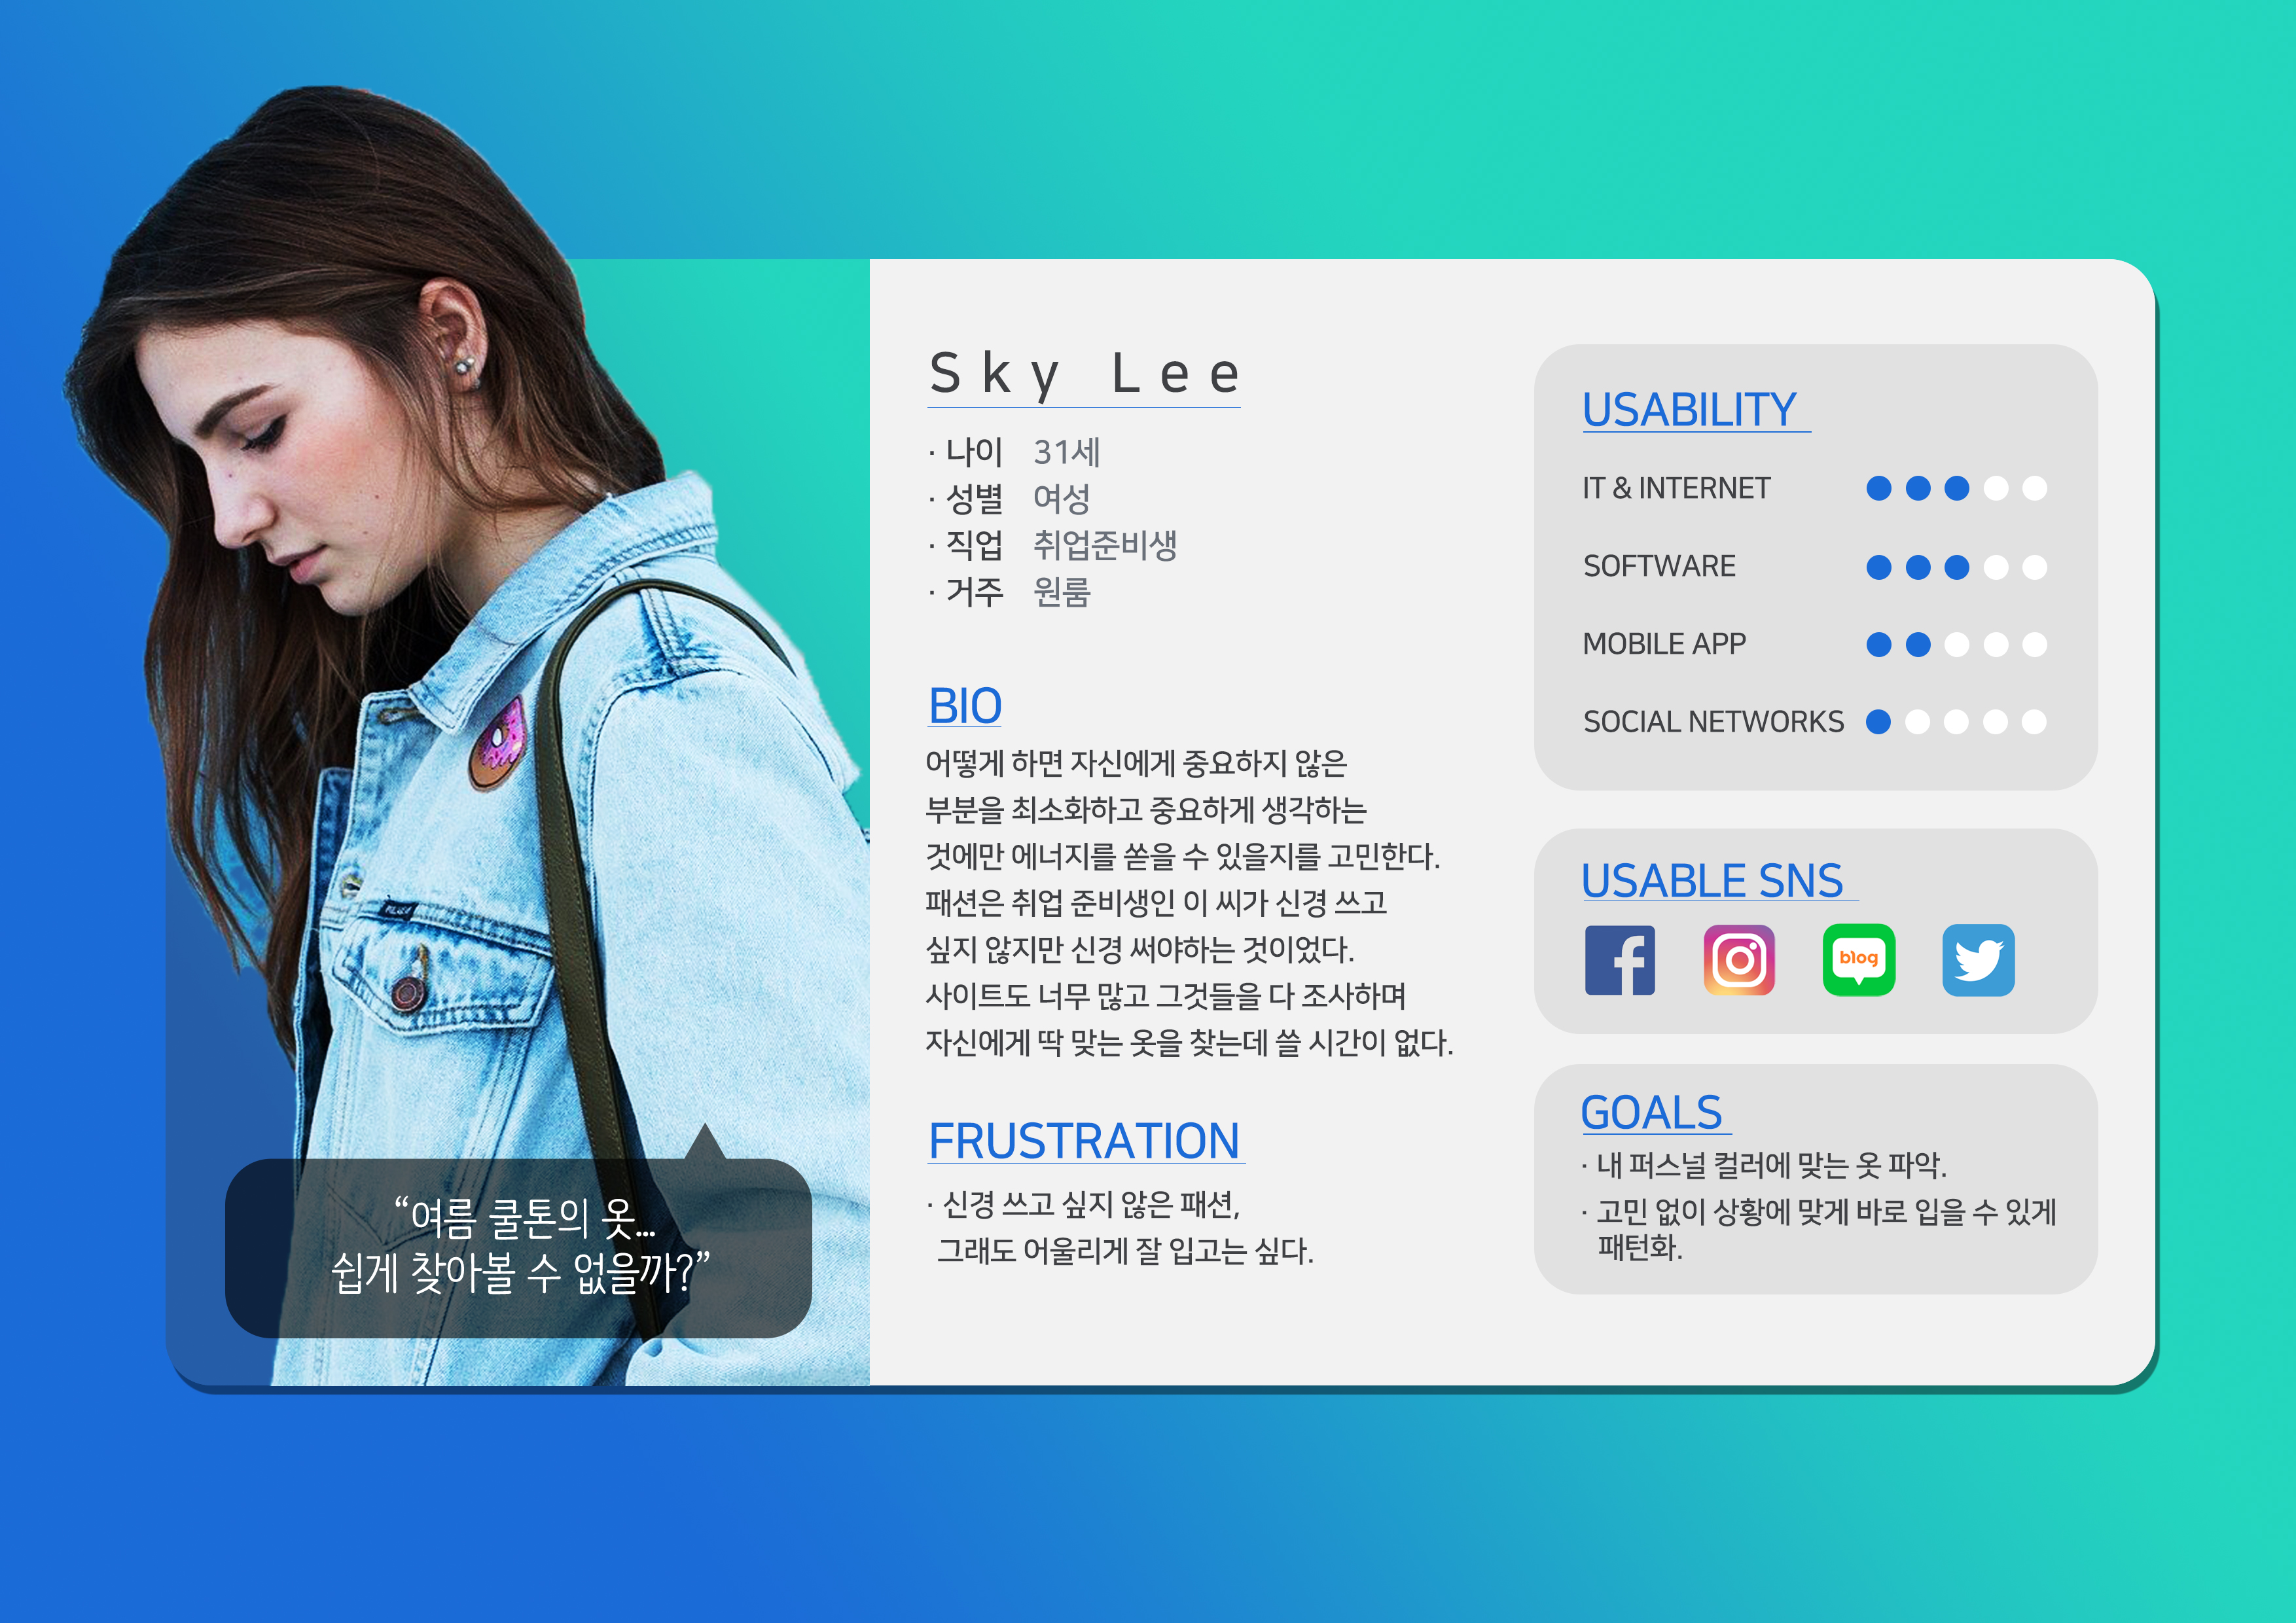 Sky Lee
· 나이 31세
· 성별 여성
· 직업 취업준비생
· 거주 원룸
BIO
어떻게 하면 자신에게 중요하지 않은
부분을 최소화하고 중요하게 생각하는
것에만 에너지를 쏟을 수 있을지를 고민한다.
패션은 취업 준비생인 이 씨가 신경 쓰고
싶지 않지만 신경 써야하는 것이었다.
사이트도 너무 많고 그것들을 다 조사하며
자신에게 딱 맞는 옷을 찾는데 쓸 시간이 없다.
FRUSTRATION
· 신경 쓰고 싶지 않은 패션,
그래도 어울리게 잘 입고는 싶다.
“여름 쿨톤의 옷...
쉽게 찾아볼 수 없을까?”
USABILITY
IT & INTERNET
SOFTWARE
MOBILE APP
SOCIAL NETWORKS
USABLE SNS
blog
GOALS
· 내 퍼스널 컬러에 맞는 옷 파악.
· 고민 없이 상황에 맞게 바로 입을 수 있게
패턴화.